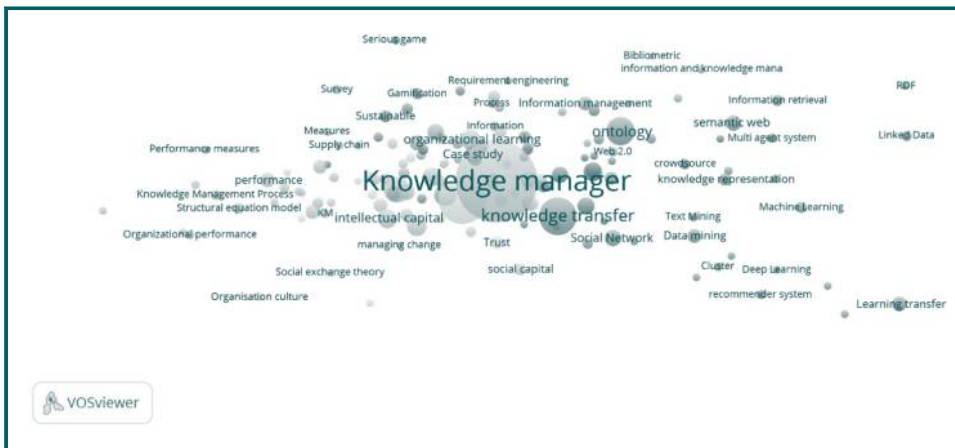 Serious game
Bibliometric
information and knowledge mana
Survey
Gamification
Requirement engineering
RDF
Process
Information management
Information retrieval
Sustainable
Measures
Information
ontology
semantic web
Supply chain
organizational learning
Multi agent system
Linked Data
Performance measures
Case study
Web 2.0
crowdsource
performance
Knowledge manager
knowledge representation
Knowledge Management Process
Structural equation model
KM
intellectual capital
knowledge transfer
Text Mining
Machine Learning
Organizational performance
managing change
Trust
Social Network
Data mining
Social exchange theory
social capital
Cluster
Deep Learning
Organisation culture
recommender system
Learning transfer
VOSviewer